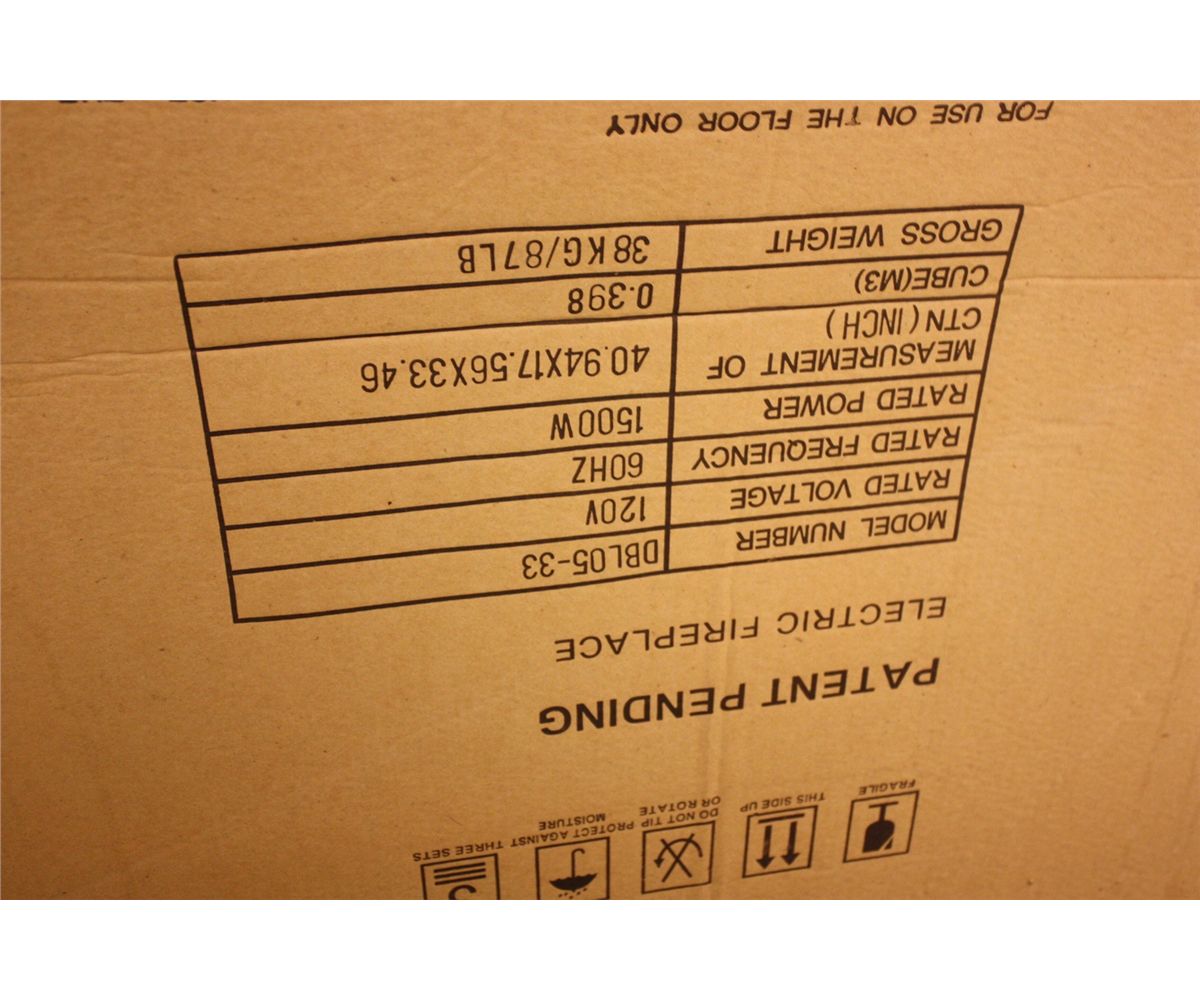 FRAGILE
THIS SIDE UP
DO NOT TIP
OR ROTATE
PROTECT AGAINST
MOISTURE
THREE SETS
PATENT PENDING
ELECTRIC FIREPLACE
MODEL NUMBER DBL05-33
RATED VOLTAGE 120V
RATED FREQUENCY 60HZ
RATED POWER 1500W
MEASUREMENT OF
CTN (INCH) 40.94X17.56X33.46
CUBE(M3) 0.398
GROSS WEIGHT 38KG/87LB
FOR USE ON THE FLOOR ONLY